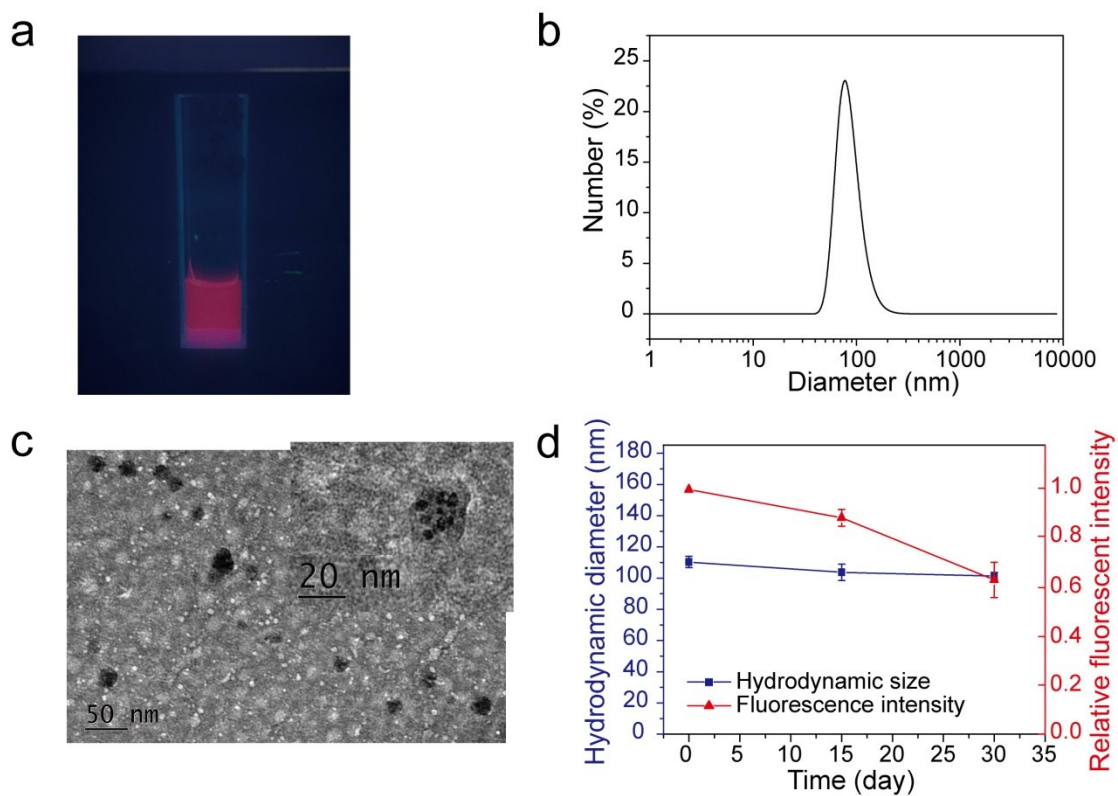 a
b
Number (%)
25
20
15
10
5
0
1
10
100
1000
10000
Diameter (nm)
c
20 nm
50 nm
d
Hydrodynamic diameter (nm)
180
160
140
120
110
100
80
60
40
20
0
Relative fluorescent intensity
1.0
0.8
0.6
0.4
0.2
0.0
Hydrodynamic size
Fluorescence intensity
0 5 10 15 20 25 30 35
Time (day)